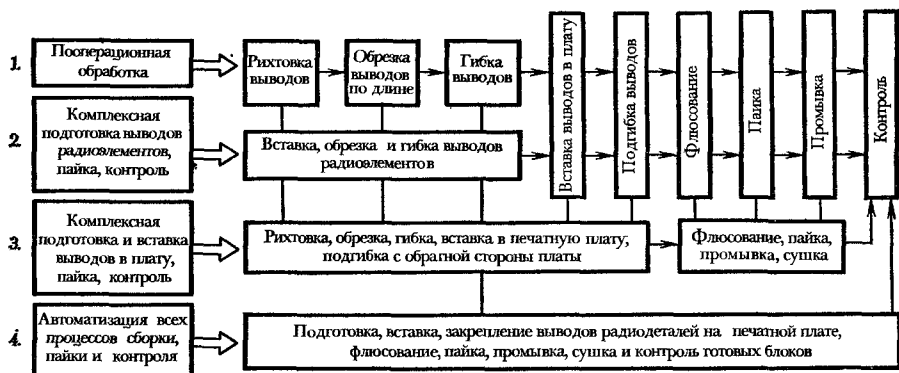 1.
Пооперационная
обработка
Рихтовка
выводов
Обрезка
выводов
по длине
Гибка
выводов
Вставка выводов в плату
Подгибка выводов
Флюсование
Пайка
Промывка
Контроль
2.
Комплексная
подготовка выводов
радиоэлементов,
пайка, контроль
Вставка, обрезка и гибка выводов
радиоэлементов
3.
Комплексная
подготовка и вставка
выводов в плату,
пайка, контроль
Рихтовка, обрезка, гибка, вставка в печатную плату,
подгибка с обратной стороны платы
Флюсование, пайка,
промывка, сушка
4.
Автоматизация всех
процессов сборки,
пайки и контроля
Подготовка, вставка, закрепление выводов радиодеталей на печатной плате,
флюсование, пайка, промывка, сушка и контроль готовых блоков